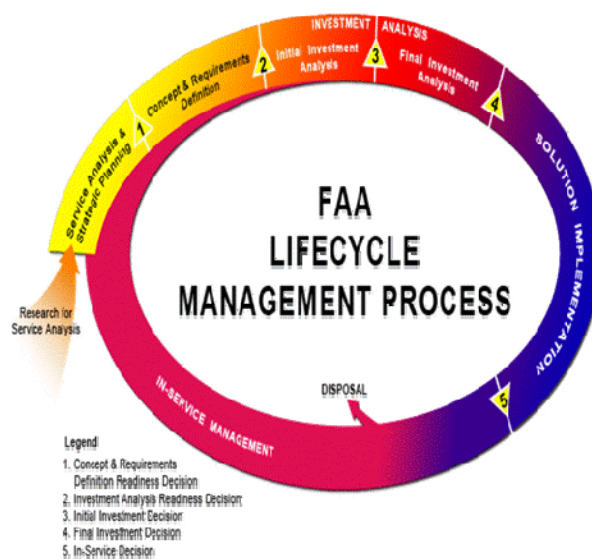 INVESTMENT ANALYSIS
Initial Investment
Analysis
Final Investment
Analysis
Concept & Requirements
Definition
Service Analysis &
Strategic Planning
1
2
3
4
5
SOLUTION IMPLEMENTATION
FAA
LIFECYCLE
MANAGEMENT PROCESS
Research for
Service Analysis
DISPOSAL
IN-SERVICE MANAGEMENT
Legend
1. Concept & Requirements
Definition Readiness Decision
2. Investment Analysis Readiness Decision
3. Initial Investment Decision
4. Final Investment Decision
5. In-Service Decision